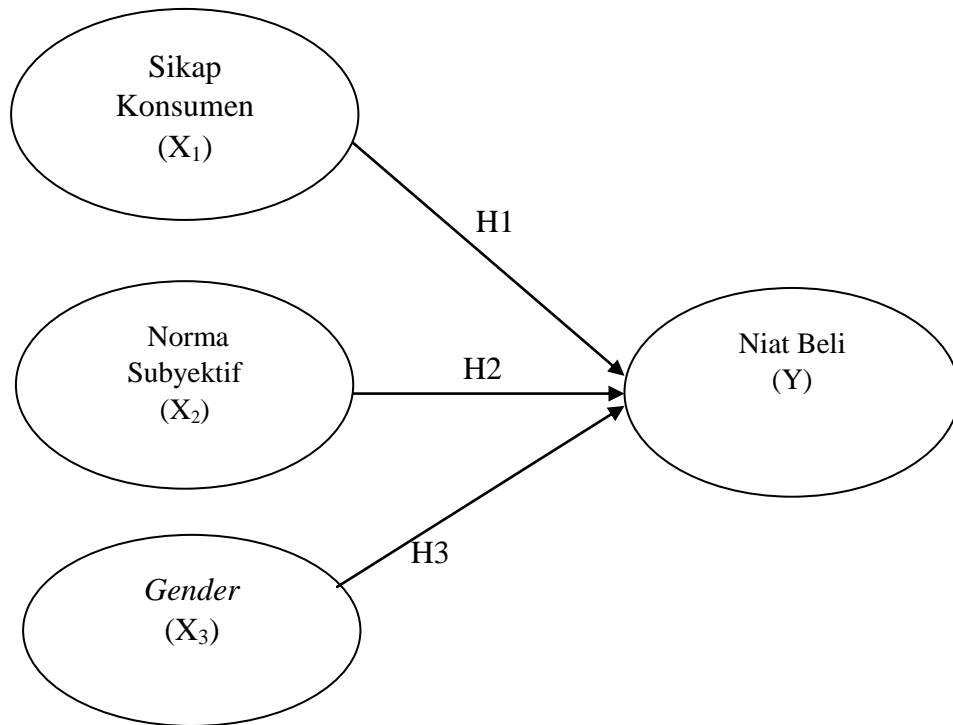 Sikap
Konsumen
(X₁)
H1
Norma
Subyektif
(X₂)
H2
Niat Beli
(Y)
H3
Gender
(X₃)